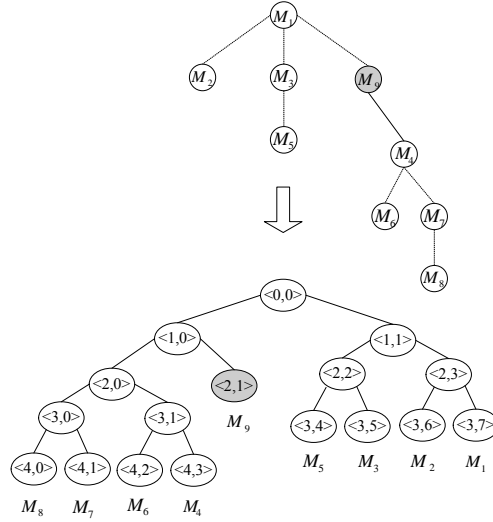 M1
M2 M3 M9
M5 M4
M6 M7
M8
<0,0>
<1,0> <1,1>
<2,0> <2,1> <2,2> <2,3>
<3,0> <3,1> M9 <3,4> <3,5> <3,6> <3,7>
<4,0> <4,1> <4,2> <4,3> M5 M3 M2 M1
M8 M7 M6 M4